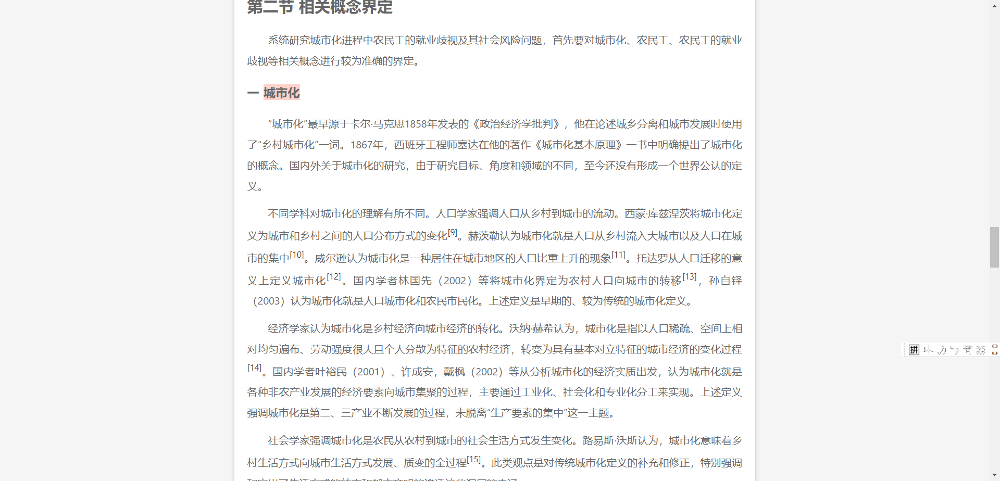 第二节 相关概念界定
系统研究城市化进程中农民工的就业歧视及其社会风险问题，首先要对城市化、农民工、农民工的就业
歧视等相关概念进行较为准确的界定。
一 城市化
“城市化”最早源于卡尔·马克思1858年发表的《政治经济学批判》，他在论述城乡分离和城市发展时使用
了“乡村城市化”一词。1867年，西班牙工程师塞达在他的著作《城市化基本原理》一书中明确提出了城市化
的概念。国内外关于城市化的研究，由于研究目标、角度和领域的不同，至今还没有形成一个世界公认的定
义。
不同学科对城市化的理解有所不同。人口学家强调人口从乡村到城市的流动。西蒙·库兹涅茨将城市化定
义为城市和乡村之间的人口分布方式的变化[9]。赫茨勒认为城市化就是人口从乡村流入大城市以及人口在城
市的集中[10]。威尔逊认为城市化是一种居住在城市地区的人口比重上升的现象[11]。托达罗从人口迁移的意
义上定义城市化[12]。国内学者林国先（2002）等将城市化界定为农村人口向城市的转移[13]，孙自铎
（2003）认为城市化就是人口城市化和农民市民化。上述定义是早期的、较为传统的城市化定义。
经济学家认为城市化是乡村经济向城市经济的转化。沃纳·赫希认为，城市化是指以人口稀疏、空间上相
对均匀遍布、劳动强度很大且个人分散为特征的农村经济，转变为具有基本对立特征的城市经济的变化过程
[14]。国内学者叶裕民（2001）、许成安，戴枫（2002）等从分析城市化的经济实质出发，认为城市化就是
各种非农产业发展的经济要素向城市集聚的过程，主要通过工业化、社会化和专业化分工来实现。上述定义
强调城市化是第二、三产业不断发展的过程，未脱离“生产要素的集中”这一主题。
社会学家强调城市化是农民从农村到城市的社会生活方式发生变化。路易斯·沃斯认为，城市化意味着乡
村生活方式向城市生活方式发展、质变的全过程[15]。此类观点是对传统城市化定义的补充和修正，特别强调
拼